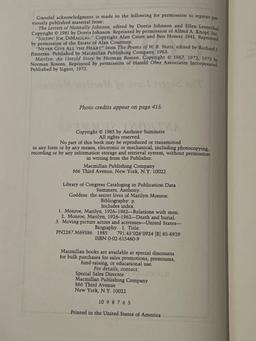 Grateful acknowledgment is made to the following for permission to reprint
viously published material from:
The Letters of Nunnally Johnson, edited by Dorris Johnson and Ellen
Copyright © 1981 by Dorris Johnson. Reprinted by permission of Alfred A. Knopf, Inc.
"Joltin' Joe DiMaggio." Copyright Alan Court and Ben Homer 1941. Reprinted
by permission of the Estate of Alan Courtney.
"Never Give All the Heart" from The Poems of W. B. Yeats, edited by Richard J.
Finneran. Published by Macmillan Publishing Company, 1983.
Marilyn: An Untold Story by Norman Rosten. Copyright © 1967, 1972, 1973 by
Norman Rosten. Reprinted by permission of Harold Ober Associates Incorporated.
Published by Signet, 1973.
Photo credits appear on page 415.
Copyright © 1985 by Anthony Summers
All rights reserved.
No part of this book may be reproduced or transmitted
in any form or by any means, electronic or mechanical, including photocopying,
recording or by any information storage and retrieval system, without permission
in writing from the Publisher.
Macmillan Publishing Company
866 Third Avenue, New York, N.Y. 10022
Library of Congress Cataloging in Publication Data
Summers, Anthony.
Goddess: the secret lives of Marilyn Monroe.
Bibliography: p.
Includes index.
1. Monroe, Marilyn, 1926-1962—Relations with men.
2. Monroe, Marilyn, 1926-1962—Death and burial.
3. Moving-picture actors and actresses—United States
Biography. I. Title.
PN2287.M69S86 1985 791.43'028'0924 [B] 85-8929
ISBN 0-02-615460-9
Macmillan books are available at special discounts
for bulk purchases for sales promotions, premiums,
fund-raising, or educational use.
For details, contact:
Special Sales Director
Macmillan Publishing Company
866 Third Avenue
New York, N.Y. 10022
10 9 8 7 6 5
Printed in the United States of America